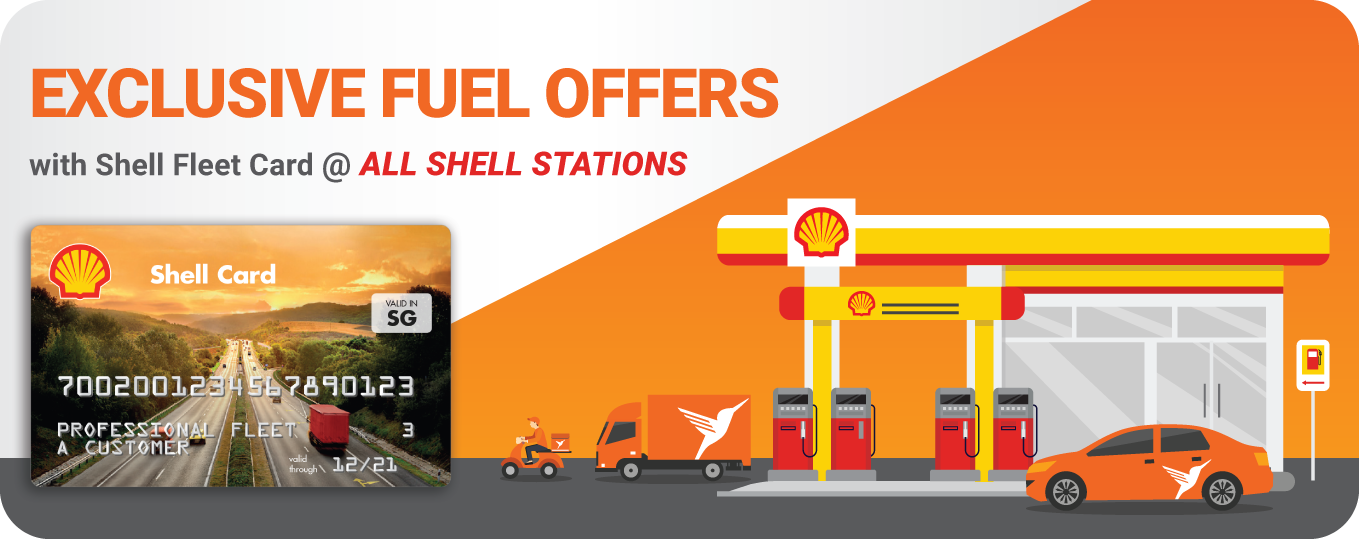 EXCLUSIVE FUEL OFFERS
with Shell Fleet Card @ ALL SHELL STATIONS
Shell Card
VALID IN
SG
7002001234567890123
PROFESSIONAL FLEET 3
A CUSTOMER
valid
through \ 12/21